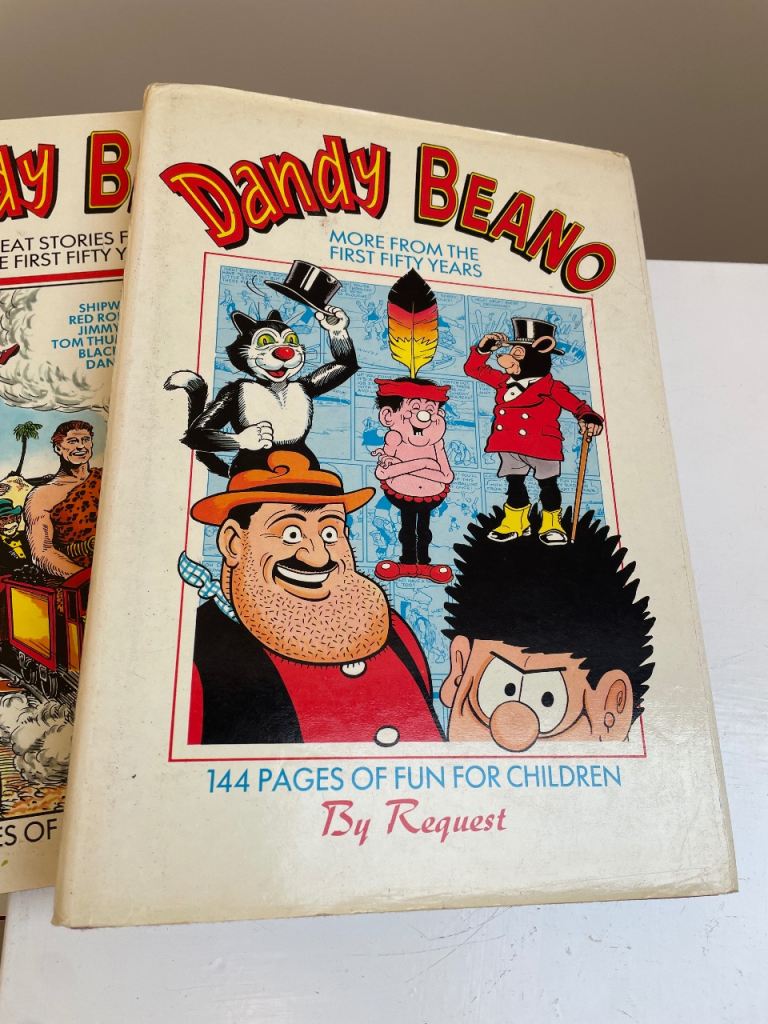 dy B
EAT STORIES F
E FIRST FIFTY Y
SHIPW
RED RO
JIMMY
TOM THUM
BLACK
DAN
ES OF
Dandy BEANO
MORE FROM THE
FIRST FIFTY YEARS
144 PAGES OF FUN FOR CHILDREN
By Request